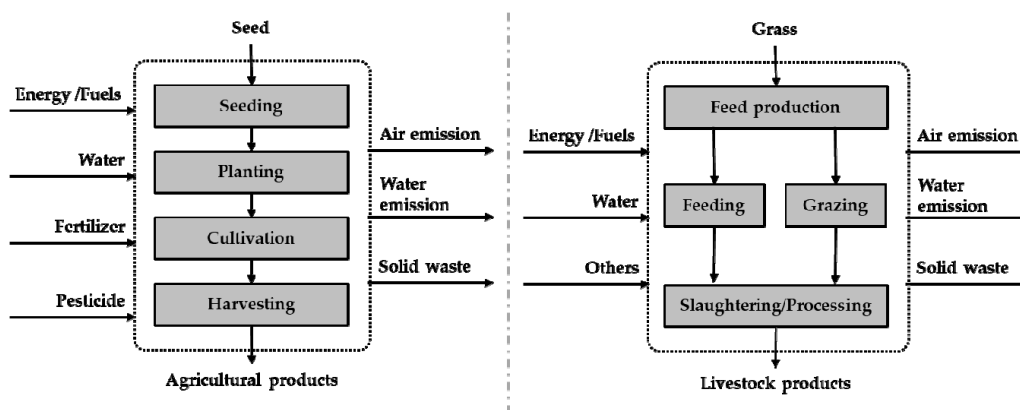 Seed
Energy /Fuels
Seeding
Water
Planting
Fertilizer
Cultivation
Pesticide
Harvesting
Air emission
Water
emission
Solid waste
Agricultural products
Grass
Feed production
Energy /Fuels
Water
Feeding
Grazing
Others
Slaughtering/Processing
Air emission
Water
emission
Solid waste
Livestock products